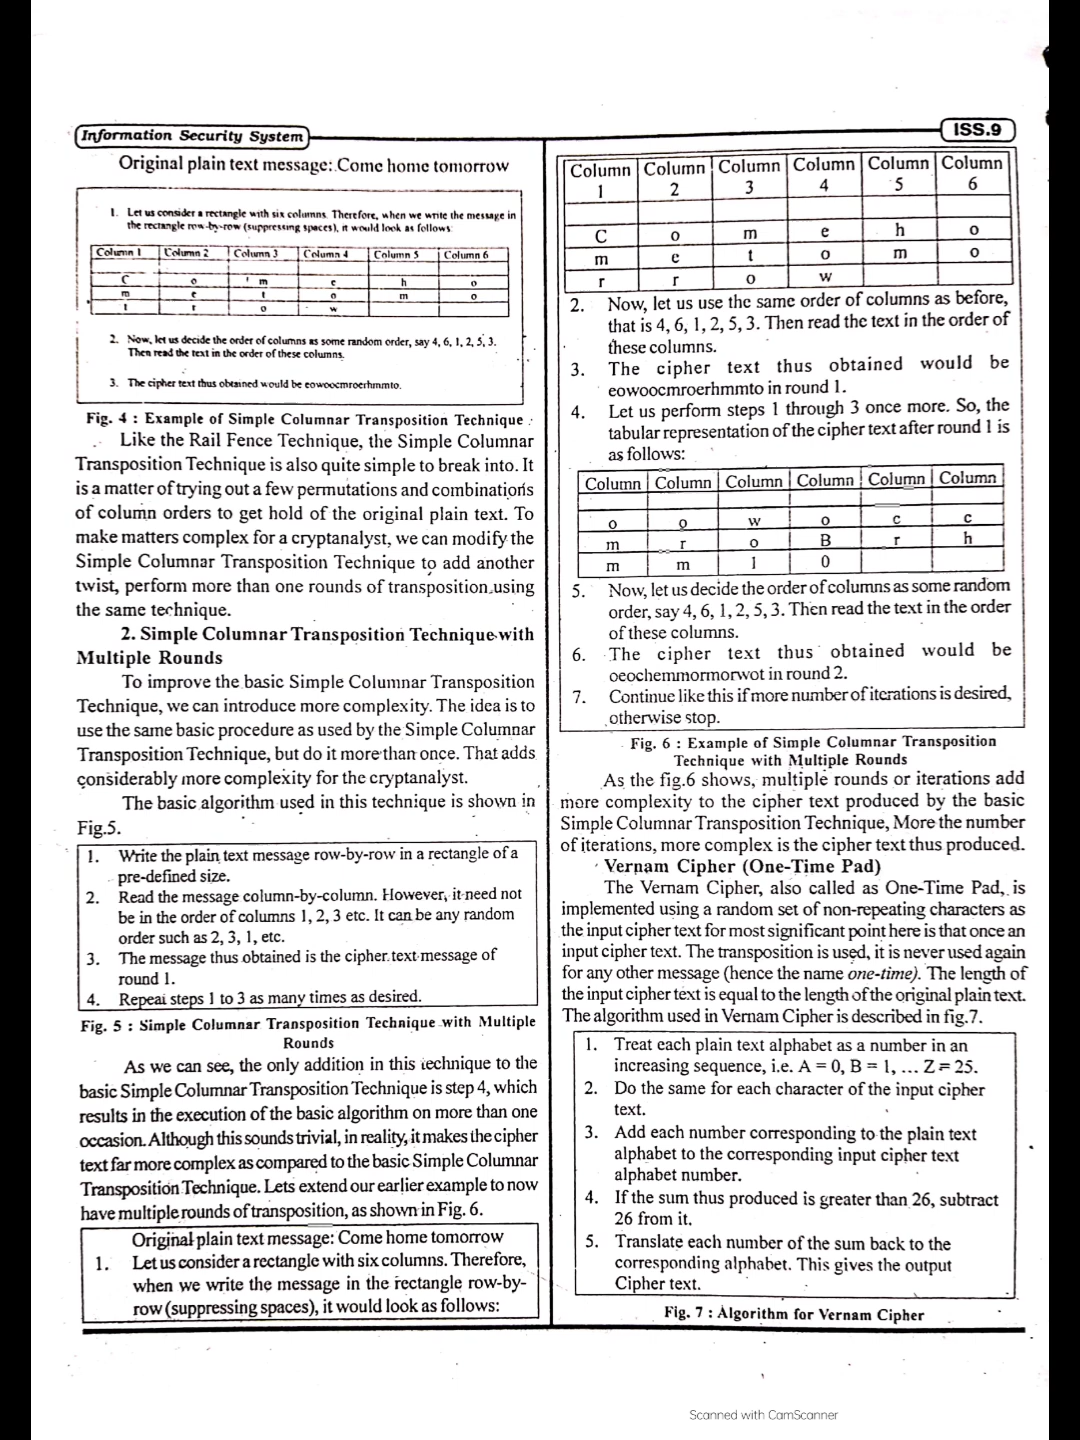 Information Security System
ISS.9
Original plain text message: Come home tomorrow
1. Let us consider a rectangle with six columns. Therefore, when we write the message in
the rectangle row-by-row (suppressing spaces), it would look as follows:
Column 1 Column 2 Column 3 Column 4 Column 5 Column 6
C o m e h o
m e t o m o
r r o w
2. Now, let us decide the order of columns as some random order, say 4, 6, 1, 2, 5, 3.
Then read the text in the order of these columns.
3. The cipher text thus obtained would be eowoocmroerhmmto.
Fig. 4 : Example of Simple Columnar Transposition Technique
Like the Rail Fence Technique, the Simple Columnar
Transposition Technique is also quite simple to break into. It
is a matter of trying out a few permutations and combinations
of column orders to get hold of the original plain text. To
make matters complex for a cryptanalyst, we can modify the
Simple Columnar Transposition Technique to add another
twist, perform more than one rounds of transposition using
the same technique.
2. Simple Columnar Transposition Technique with
Multiple Rounds
To improve the basic Simple Columnar Transposition
Technique, we can introduce more complexity. The idea is to
use the same basic procedure as used by the Simple Columnar
Transposition Technique, but do it more than once. That adds
considerably more complexity for the cryptanalyst.
The basic algorithm used in this technique is shown in
Fig.5.
1. Write the plain text message row-by-row in a rectangle of a
pre-defined size.
2. Read the message column-by-column. However, it need not
be in the order of columns 1, 2, 3 etc. It can be any random
order such as 2, 3, 1, etc.
3. The message thus obtained is the cipher text message of
round 1.
4. Repeat steps 1 to 3 as many times as desired.
Fig. 5 : Simple Columnar Transposition Technique with Multiple
Rounds
As we can see, the only addition in this technique to the
basic Simple Columnar Transposition Technique is step 4, which
results in the execution of the basic algorithm on more than one
occasion. Although this sounds trivial, in reality, it makes the cipher
text far more complex as compared to the basic Simple Columnar
Transposition Technique. Lets extend our earlier example to now
have multiple rounds of transposition, as shown in Fig. 6.
Original plain text message: Come home tomorrow
1. Let us consider a rectangle with six columns. Therefore,
when we write the message in the rectangle row-by-
row (suppressing spaces), it would look as follows:
Column Column Column Column Column Column
1 2 3 4 5 6
C o m e h o
m e t o m o
r r o w
2. Now, let us use the same order of columns as before,
that is 4, 6, 1, 2, 5, 3. Then read the text in the order of
these columns.
3. The cipher text thus obtained would be
eowoocmroerhmmto in round 1.
4. Let us perform steps 1 through 3 once more. So, the
tabular representation of the cipher text after round 1 is
as follows:
Column Column Column Column Column Column
o o w o c c
m r o B r h
m m 1 0
5. Now, let us decide the order of columns as some random
order, say 4, 6, 1, 2, 5, 3. Then read the text in the order
of these columns.
6. The cipher text thus obtained would be
oeochemmormorwot in round 2.
7. Continue like this if more number of iterations is desired,
otherwise stop.
Fig. 6 : Example of Simple Columnar Transposition
Technique with Multiple Rounds
As the fig.6 shows, multiple rounds or iterations add
more complexity to the cipher text produced by the basic
Simple Columnar Transposition Technique, More the number
of iterations, more complex is the cipher text thus produced.
Vernam Cipher (One-Time Pad)
The Vernam Cipher, also called as One-Time Pad, is
implemented using a random set of non-repeating characters as
the input cipher text for most significant point here is that once an
input cipher text. The transposition is used, it is never used again
for any other message (hence the name one-time). The length of
the input cipher text is equal to the length of the original plain text.
The algorithm used in Vernam Cipher is described in fig.7.
1. Treat each plain text alphabet as a number in an
increasing sequence, i.e. A = 0, B = 1, ... Z = 25.
2. Do the same for each character of the input cipher
text.
3. Add each number corresponding to the plain text
alphabet to the corresponding input cipher text
alphabet number.
4. If the sum thus produced is greater than 26, subtract
26 from it.
5. Translate each number of the sum back to the
corresponding alphabet. This gives the output
Cipher text.
Fig. 7 : Algorithm for Vernam Cipher
Scanned with CamScanner